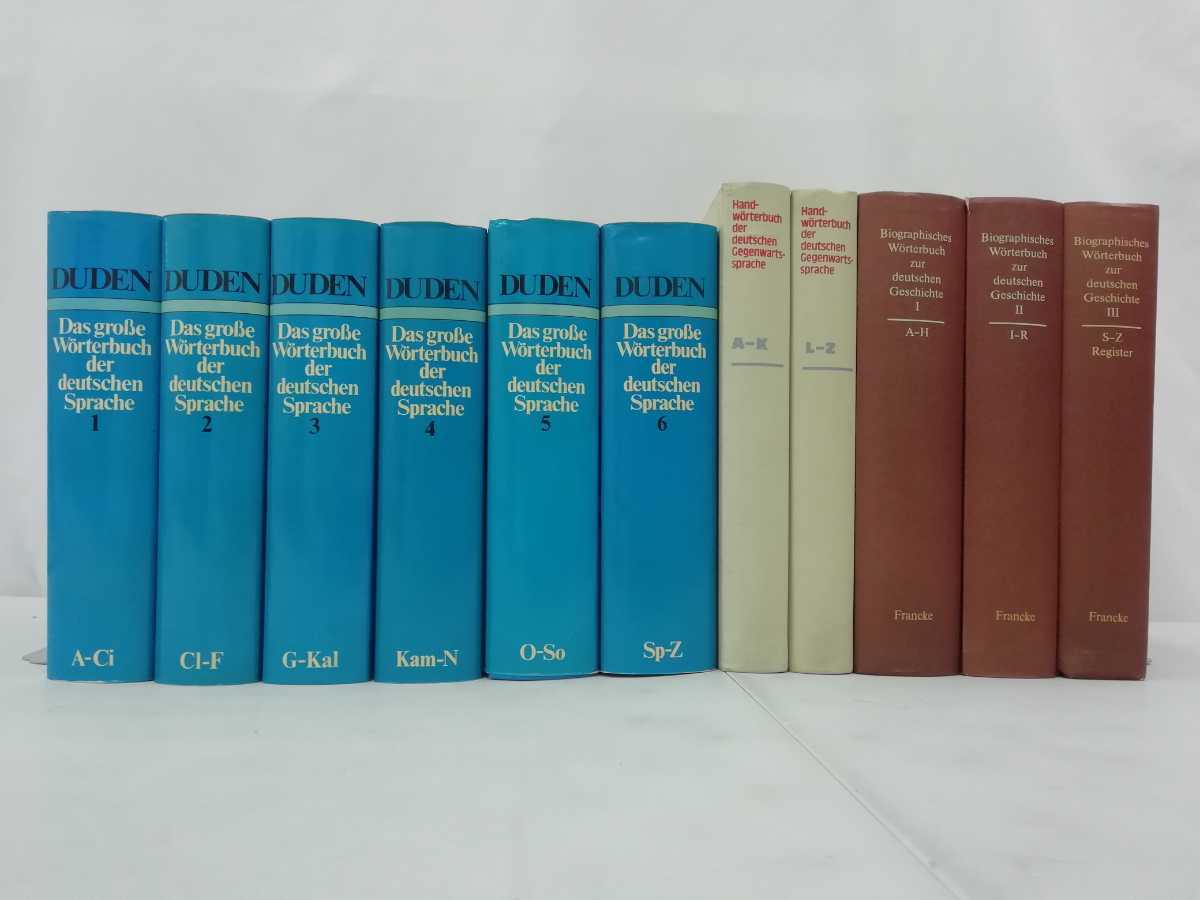 DUDEN
Das große
Wörterbuch
der
deutschen
Sprache
1
A-Ci
DUDEN
Das große
Wörterbuch
der
deutschen
Sprache
2
Cl-F
DUDEN
Das große
Wörterbuch
der
deutschen
Sprache
3
G-Kal
DUDEN
Das große
Wörterbuch
der
deutschen
Sprache
4
Kam-N
DUDEN
Das große
Wörterbuch
der
deutschen
Sprache
5
O-So
DUDEN
Das große
Wörterbuch
der
deutschen
Sprache
6
Sp-Z
Hand-
wörterbuch
der
deutschen
Gegenwarts-
sprache
A-K
Hand-
wörterbuch
der
deutschen
Gegenwarts-
sprache
L-Z
Biographisches
Wörterbuch
zur
deutschen
Geschichte
I
A-H
Francke
Biographisches
Wörterbuch
zur
deutschen
Geschichte
II
I-R
Francke
Biographisches
Wörterbuch
zur
deutschen
Geschichte
III
S-Z
Register
Francke